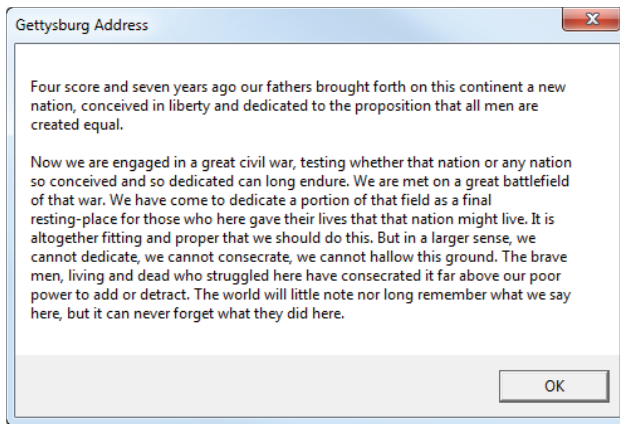 Gettysburg Address
Four score and seven years ago our fathers brought forth on this continent a new
nation, conceived in liberty and dedicated to the proposition that all men are
created equal.
Now we are engaged in a great civil war, testing whether that nation or any nation
so conceived and so dedicated can long endure. We are met on a great battlefield
of that war. We have come to dedicate a portion of that field as a final
resting-place for those who here gave their lives that that nation might live. It is
altogether fitting and proper that we should do this. But in a larger sense, we
cannot dedicate, we cannot consecrate, we cannot hallow this ground. The brave
men, living and dead who struggled here have consecrated it far above our poor
power to add or detract. The world will little note nor long remember what we say
here, but it can never forget what they did here.
OK